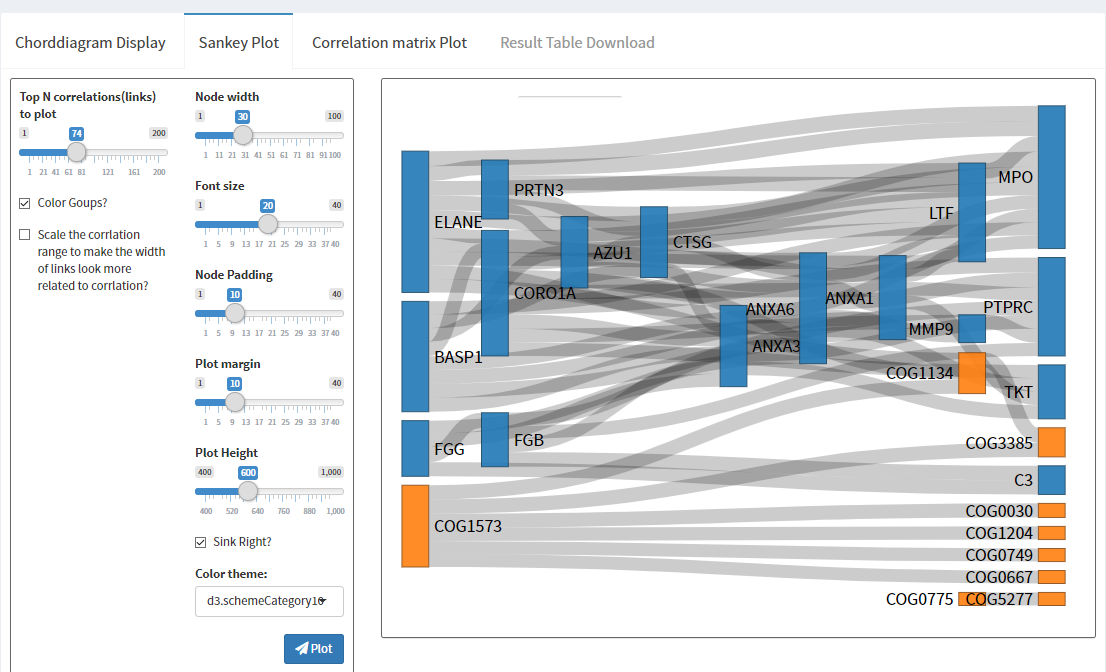 Chorddiagram Display
Sankey Plot
Correlation matrix Plot
Result Table Download
Top N correlations(links)
to plot
1 74 200
1 21 41 61 81 121 161 200
Color Goups?
Scale the corrlation
range to make the width
of links look more
related to corrlation?
Node width
1 30 100
1 11 21 31 41 51 61 71 81 91 100
Font size
1 20 40
1 5 9 13 17 21 25 29 33 37 40
Node Padding
1 10 40
1 5 9 13 17 21 25 29 33 37 40
Plot margin
1 10 40
1 5 9 13 17 21 25 29 33 37 40
Plot Height
400 600 1,000
400 520 640 760 880 1,000
Sink Right?
Color theme:
d3.schemeCategory10
Plot
MPO
PRTN3
LTF
ELANE
CTSG
AZU1
CORO1A
ANXA1
PTPRC
ANXA6
MMP9
ANXA3
BASP1
COG1134
TKT
FGB
COG3385
FGG
C3
COG0030
COG1573
COG1204
COG0749
COG0667
COG0775
COG5277